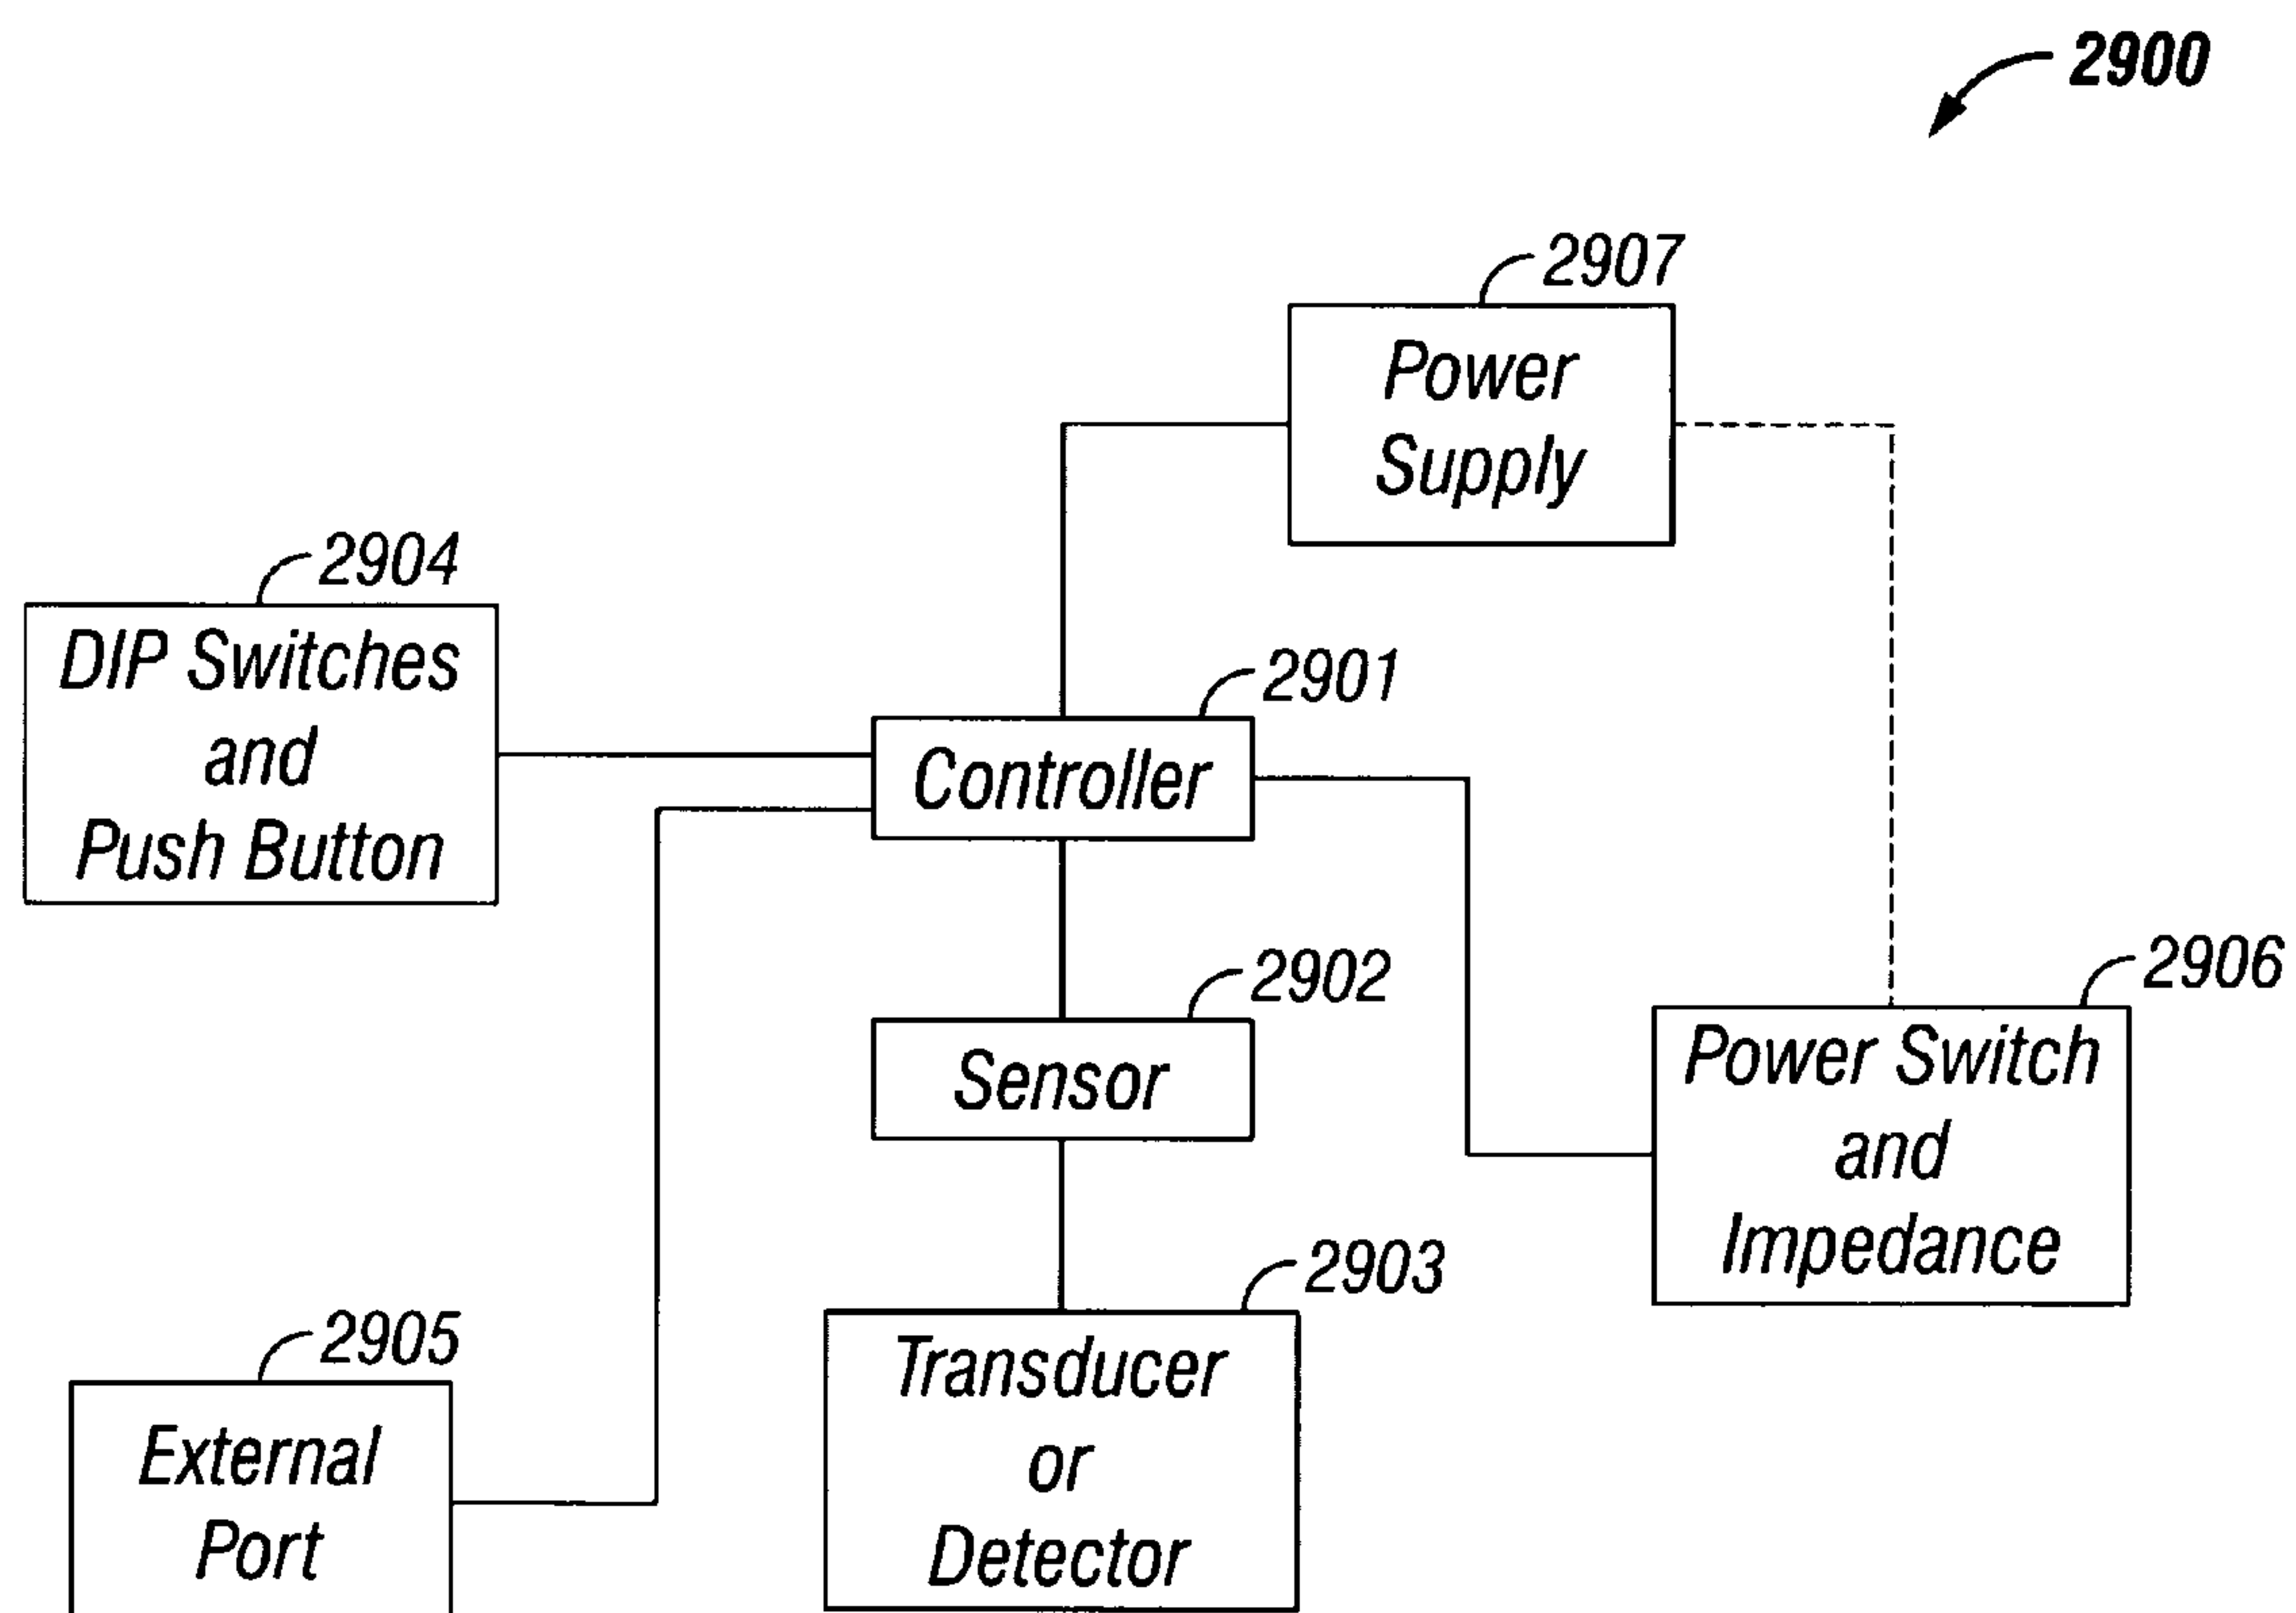 2900
2907
Power
Supply
2904
DIP Switches
and
Push Button
2901
Controller
2902
Sensor
2906
Power Switch
and
Impedance
2903
Transducer
or
Detector
2905
External
Port